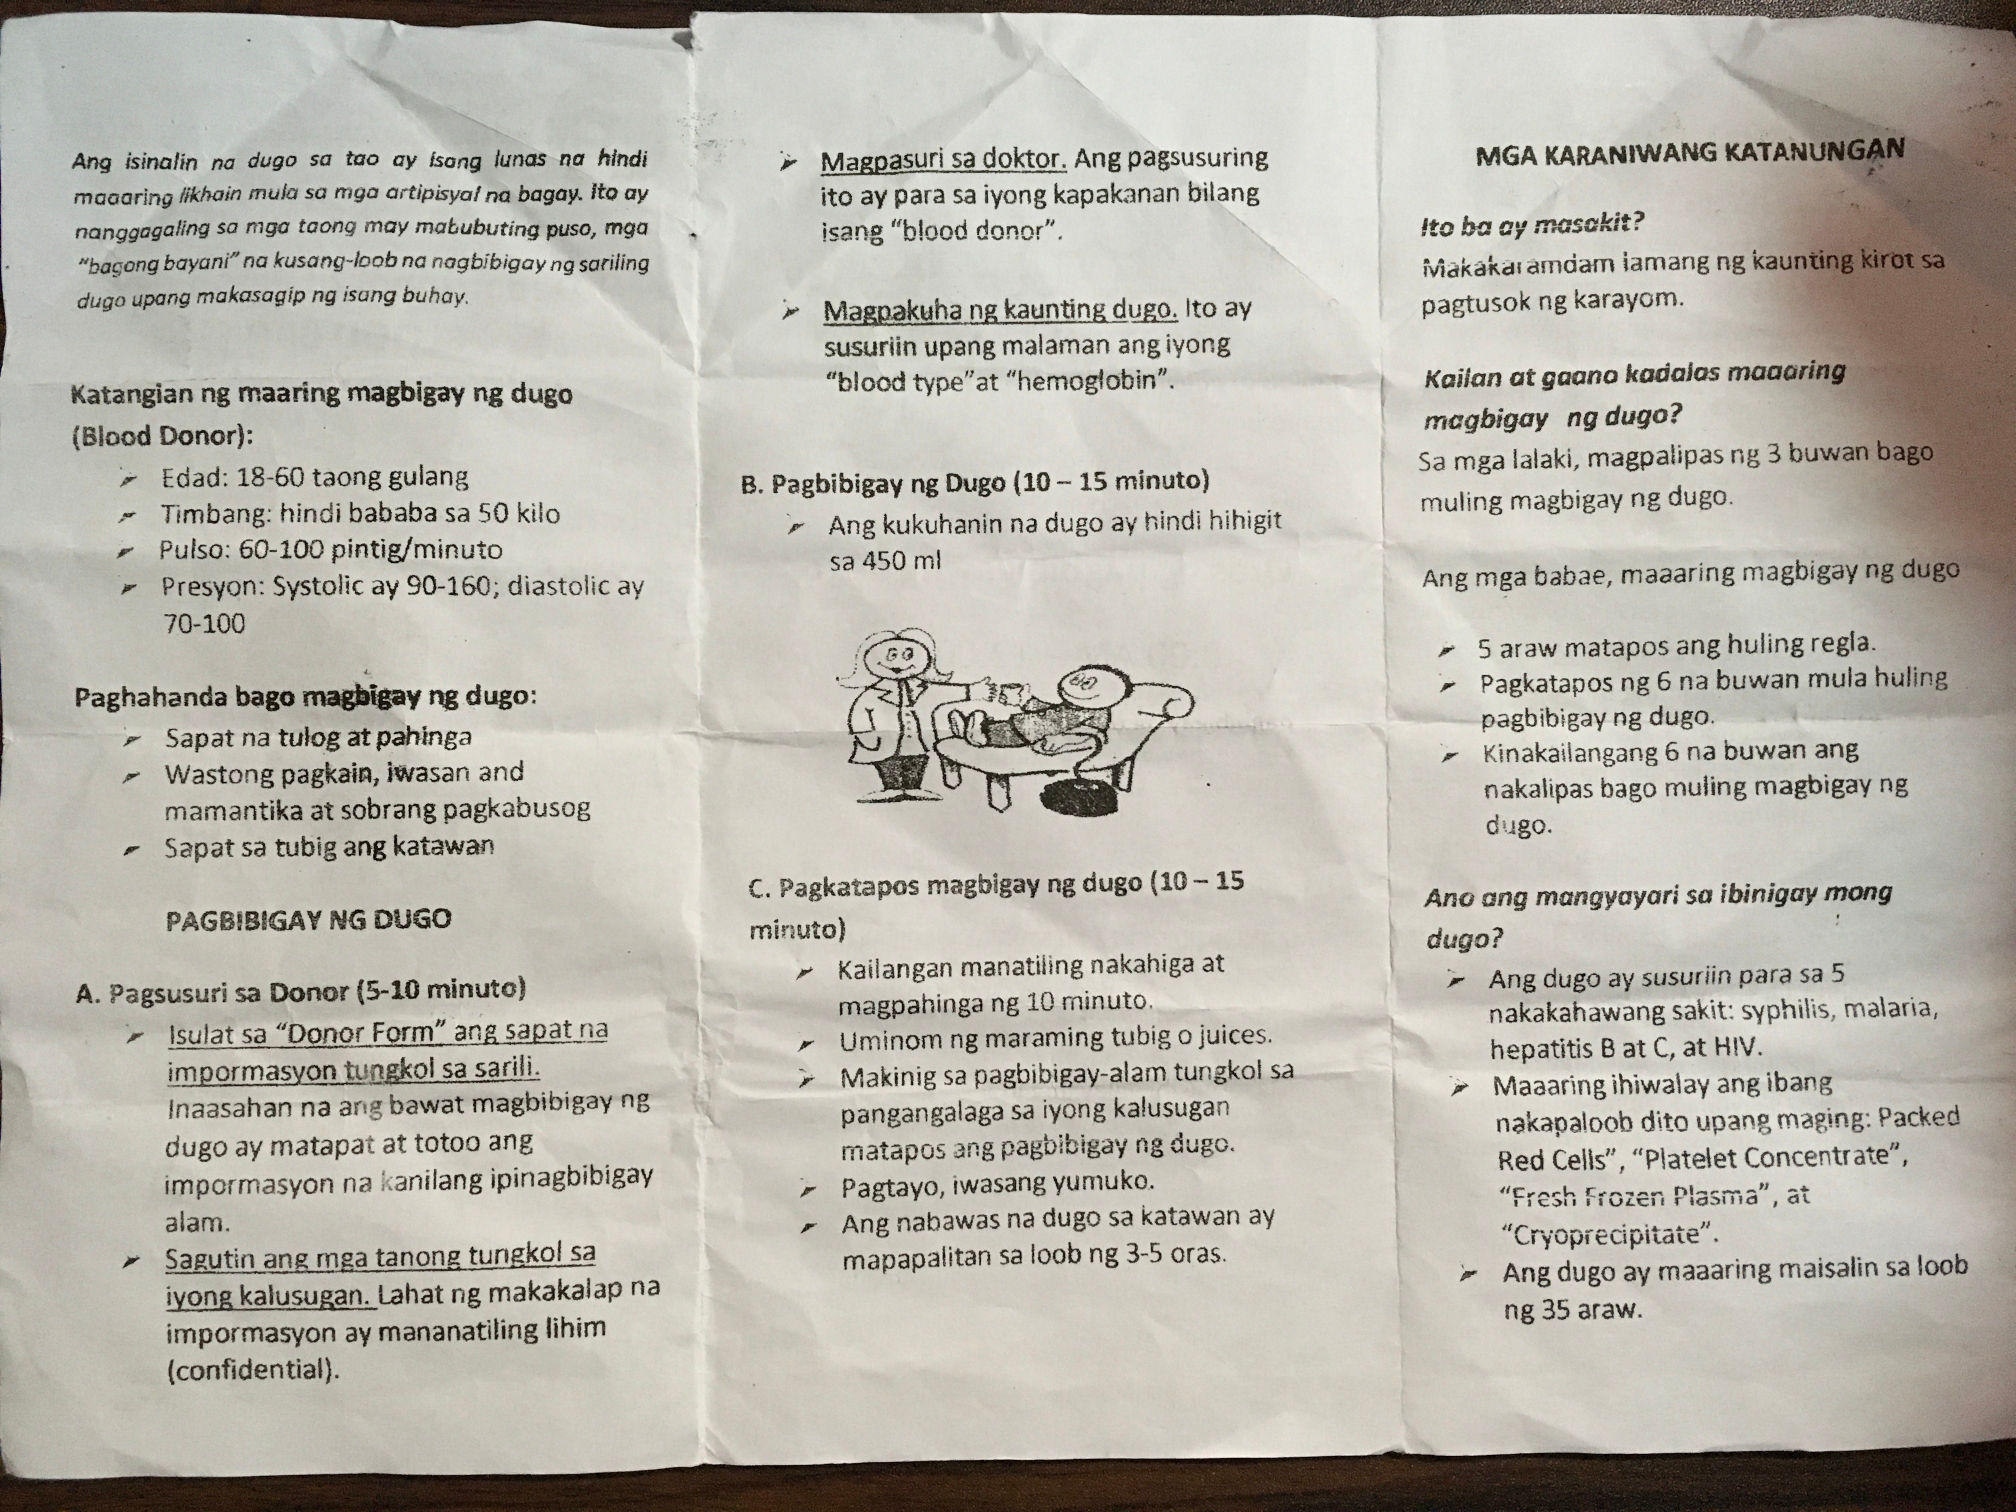 Ang isinalin na dugo sa tao ay isang lunas na hindi
maaaring likhain mula sa mga artipisyal na bagay. Ito ay
nanggagaling sa mga taong may mabubuting puso, mga
“bagong bayani” na kusang-loob na nagbibigay ng sariling
dugo upang makasagip ng isang buhay.
Katangian ng maaring magbigay ng dugo
(Blood Donor):
➢ Edad: 18-60 taong gulang
➢ Timbang: hindi bababa sa 50 kilo
➢ Pulso: 60-100 pintig/minuto
➢ Presyon: Systolic ay 90-160; diastolic ay
70-100
Paghahanda bago magbigay ng dugo:
➢ Sapat na tulog at pahinga
➢ Wastong pagkain, iwasan and
mamantika at sobrang pagkabusog
➢ Sapat sa tubig ang katawan
PAGBIBIGAY NG DUGO
A. Pagsusuri sa Donor (5-10 minuto)
➢ Isulat sa “Donor Form” ang sapat na
impormasyon tungkol sa sarili.
Inaasahan na ang bawat magbibigay ng
dugo ay matapat at totoo ang
impormasyon na kanilang ipinagbibigay
alam.
➢ Sagutin ang mga tanong tungkol sa
iyong kalusugan. Lahat ng makakalap na
impormasyon ay mananatiling lihim
(confidential).
➢ Magpasuri sa doktor. Ang pagsusuring
ito ay para sa iyong kapakanan bilang
isang “blood donor”.
➢ Magpakuha ng kaunting dugo. Ito ay
susuriin upang malaman ang iyong
“blood type”at “hemoglobin”.
B. Pagbibigay ng Dugo (10 – 15 minuto)
➢ Ang kukuhanin na dugo ay hindi hihigit
sa 450 ml
C. Pagkatapos magbigay ng dugo (10 – 15
minuto)
➢ Kailangan manatiling nakahiga at
magpahinga ng 10 minuto.
➢ Uminom ng maraming tubig o juices.
➢ Makinig sa pagbibigay-alam tungkol sa
pangangalaga sa iyong kalusugan
matapos ang pagbibigay ng dugo.
➢ Pagtayo, iwasang yumuko.
➢ Ang nabawas na dugo sa katawan ay
mapapalitan sa loob ng 3-5 oras.
MGA KARANIWANG KATANUNGAN
Ito ba ay masakit?
Makakaramdam lamang ng kaunting kirot sa
pagtusok ng karayom.
Kailan at gaano kadalas maaaring
magbigay ng dugo?
Sa mga lalaki, magpalipas ng 3 buwan bago
muling magbigay ng dugo.
Ang mga babae, maaaring magbigay ng dugo
➢ 5 araw matapos ang huling regla.
➢ Pagkatapos ng 6 na buwan mula huling
pagbibigay ng dugo.
➢ Kinakailangang 6 na buwan ang
nakalipas bago muling magbigay ng
dugo.
Ano ang mangyayari sa ibinigay mong
dugo?
➢ Ang dugo ay susuriin para sa 5
nakakahawang sakit: syphilis, malaria,
hepatitis B at C, at HIV.
➢ Maaaring ihiwalay ang ibang
nakapaloob dito upang maging: Packed
Red Cells”, “Platelet Concentrate”,
“Fresh Frozen Plasma”, at
“Cryoprecipitate”.
➢ Ang dugo ay maaaring maisalin sa loob
ng 35 araw.